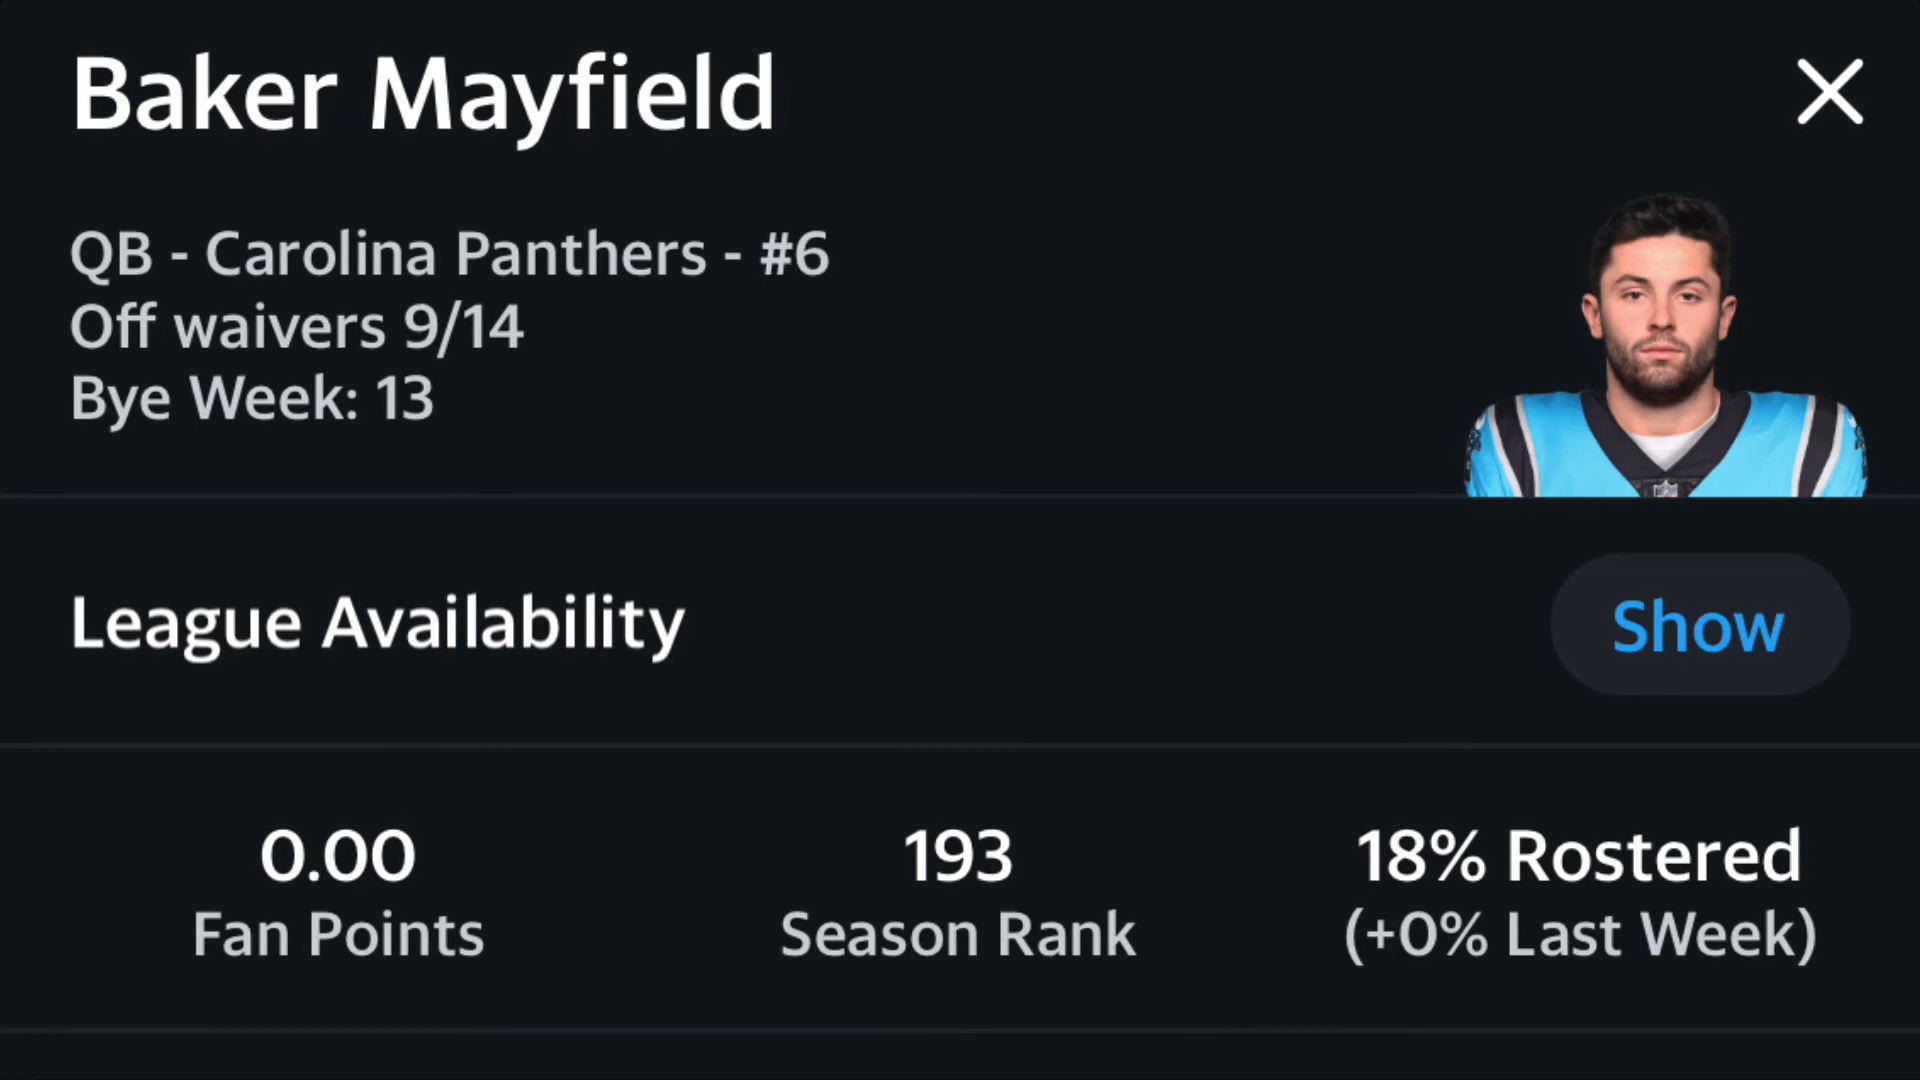 Baker Mayfield
QB - Carolina Panthers - #6
Off waivers 9/14
Bye Week: 13
League Availability
Show
0.00
Fan Points
193
Season Rank
18% Rostered
(+0% Last Week)